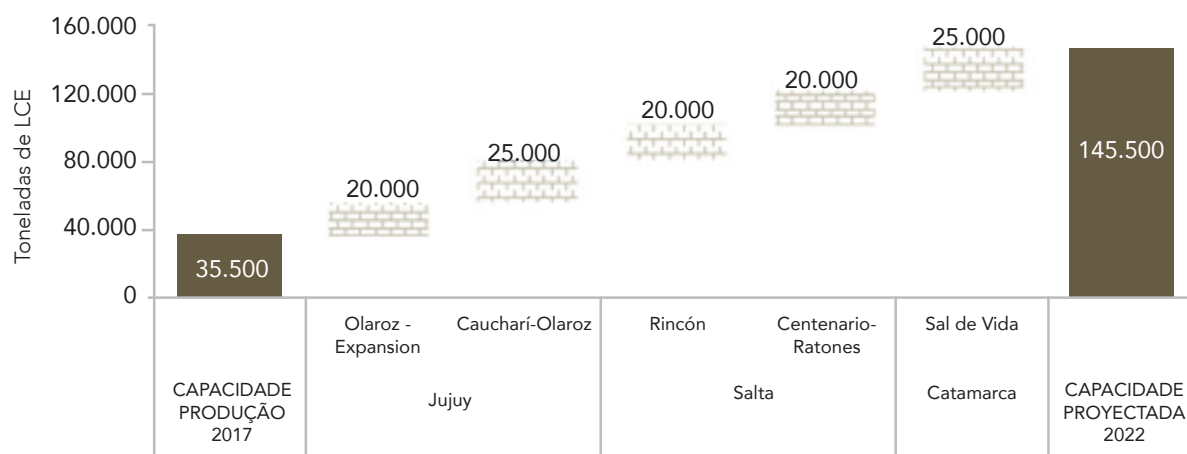 Toneladas de LCE
160.000
120.000
80.000
40.000
0
35.500
20.000
25.000
20.000
20.000
25.000
145.500
Olaroz -
Expansion
Caucharí-Olaroz
Rincón
Centenario-
Ratones
Sal de Vida
CAPACIDADE
PRODUÇÃO
2017
Jujuy
Salta
Catamarca
CAPACIDADE
PROYECTADA
2022